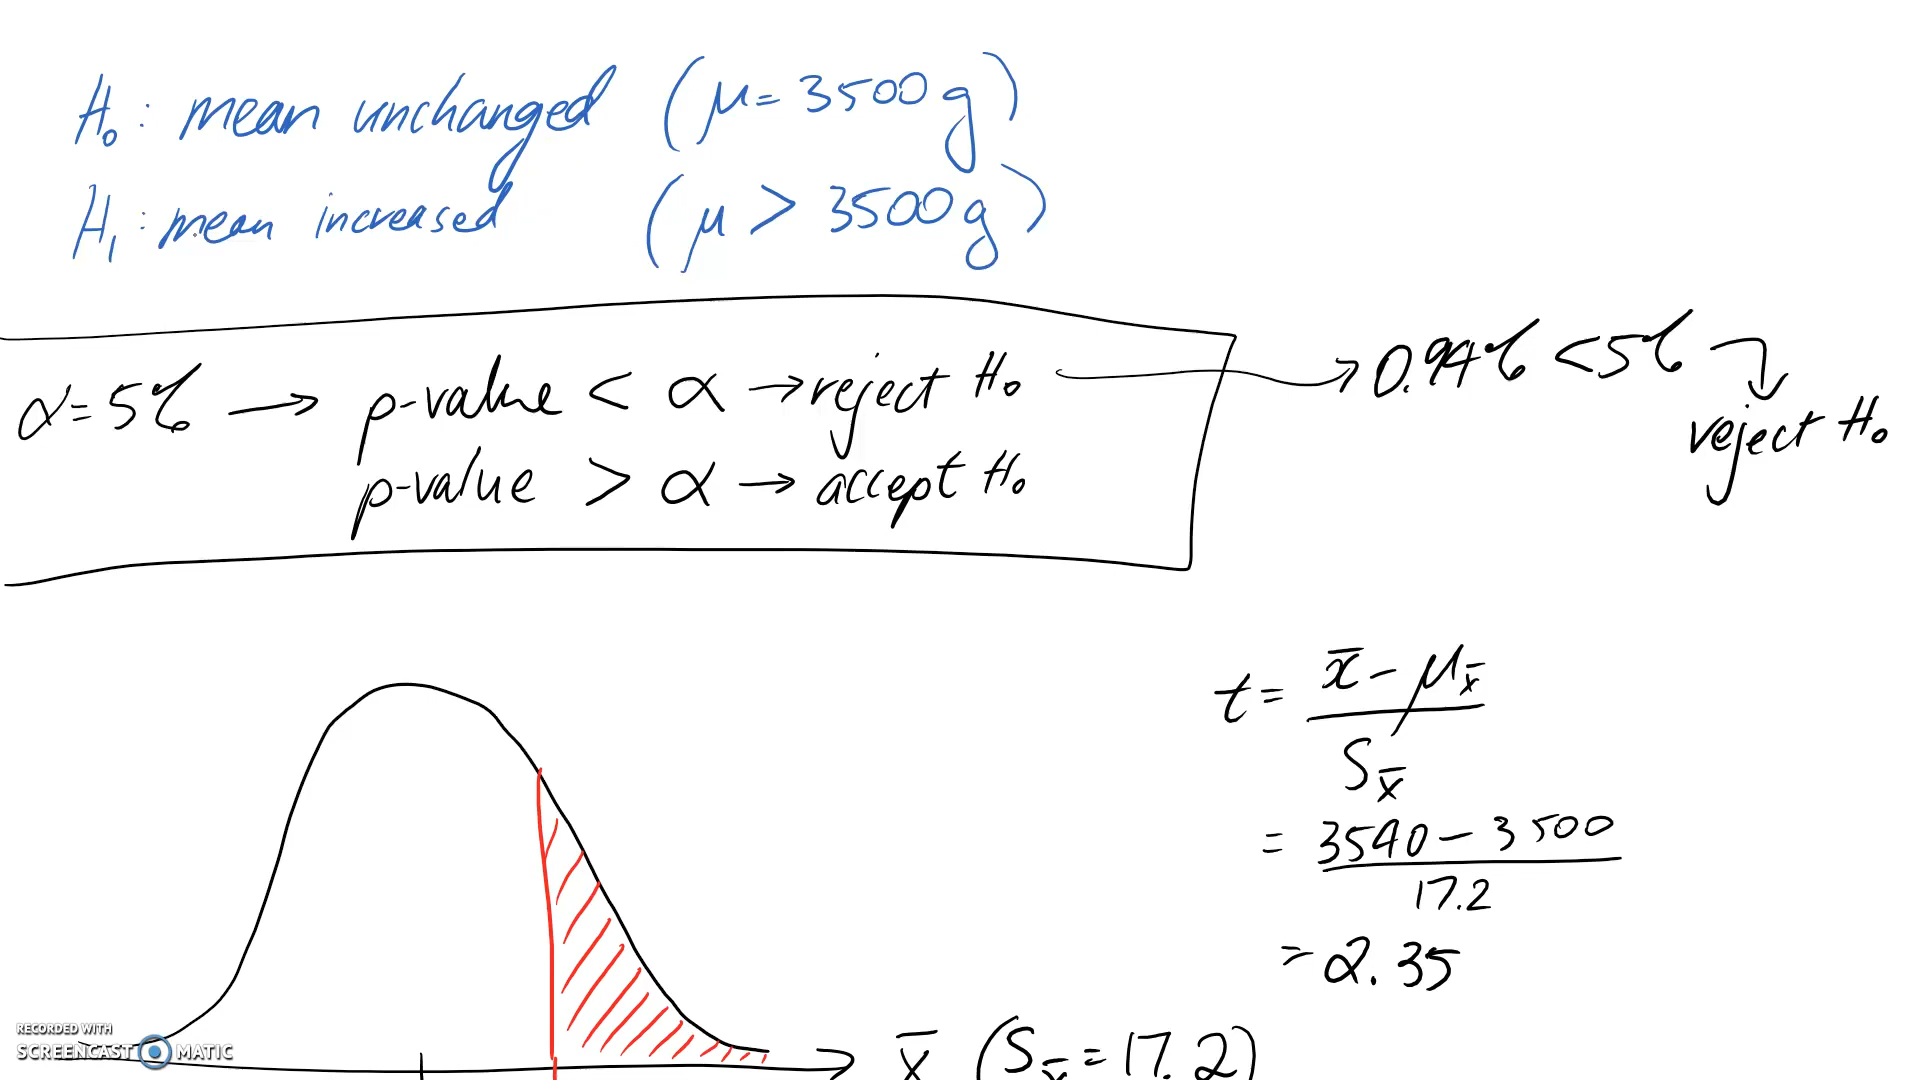 H₀: mean unchanged (μ = 3500 g)
H₁: mean increased (μ > 3500 g)
α = 5% → p-value < α → reject H₀ → 0.94% < 5%
reject H₀
p-value > α → accept H₀
t = x̄ - μx̄
Sx̄
= 3540 - 3500
17.2
= 2.35
x̄ (Sx̄ = 17.2)
RECORDED WITH
SCREENCAST MATIC